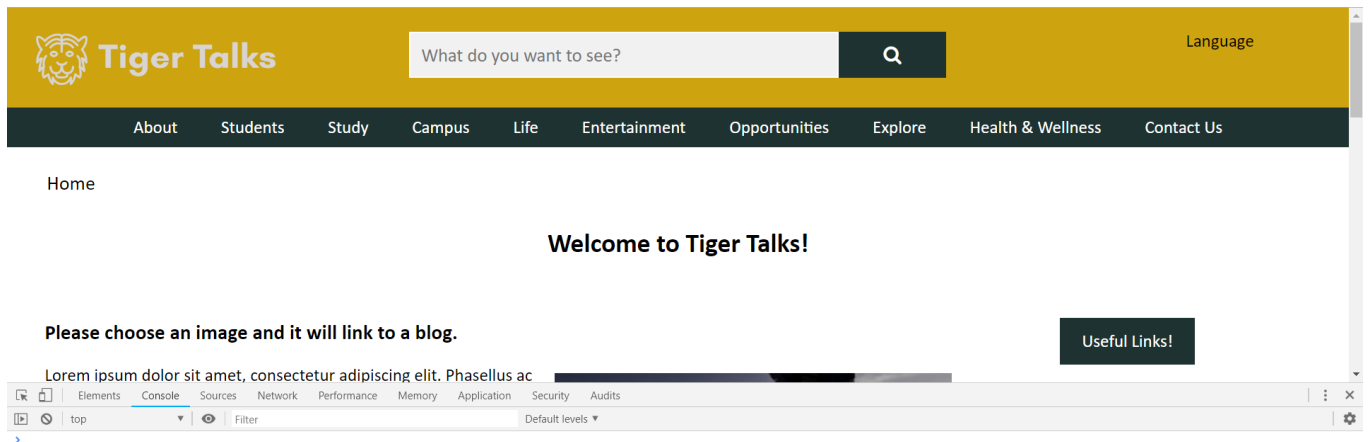 Tiger Talks
What do you want to see?
Language
About Students Study Campus Life Entertainment Opportunities Explore Health & Wellness Contact Us
Home
Welcome to Tiger Talks!
Please choose an image and it will link to a blog.
Useful Links!
Lorem ipsum dolor sit amet, consectetur adipiscing elit. Phasellus ac
Elements Console Sources Network Performance Memory Application Security Audits
top Filter Default levels